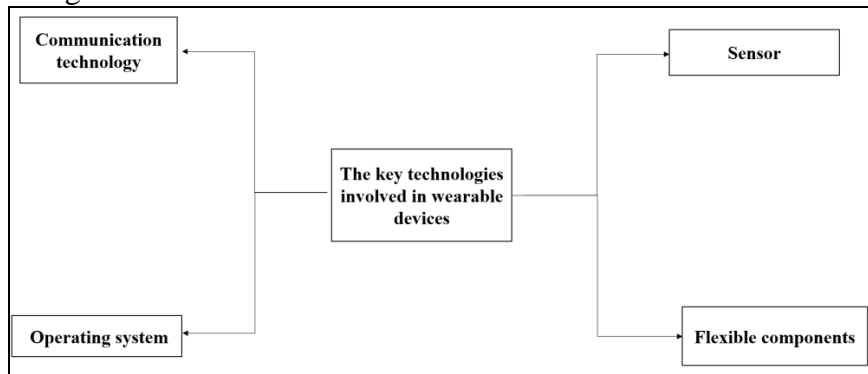 Communication
technology
Sensor
The key technologies
involved in wearable
devices
Operating system
Flexible components